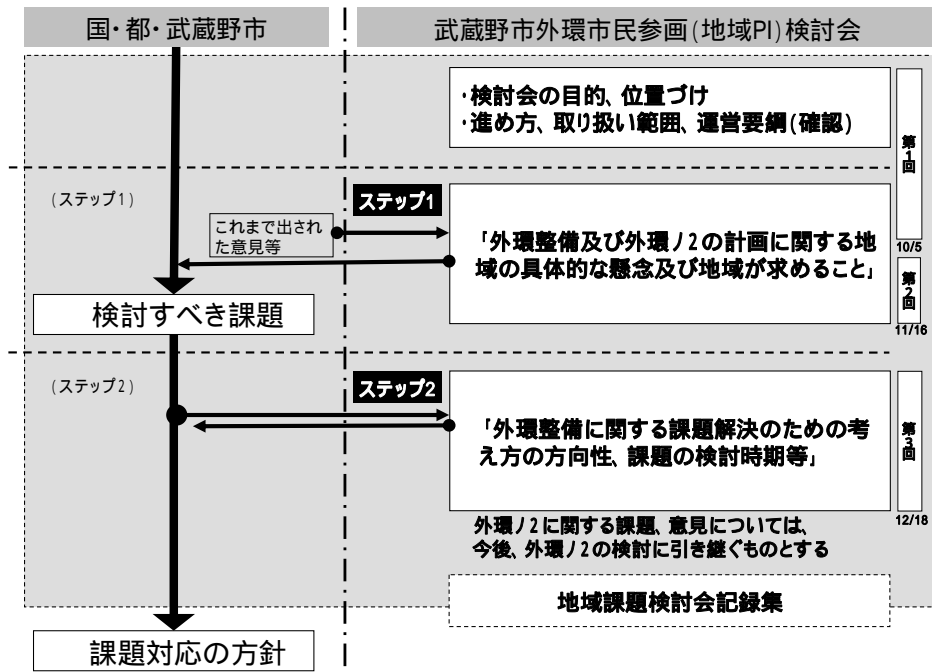 国・都・武蔵野市
武蔵野市外環市民参画(地域PI)検討会
・検討会の目的、位置づけ
・進め方、取り扱い範囲、運営要綱(確認)
第1回
10/5
(ステップ1)
ステップ1
これまで出され
た意見等
「外環整備及び外環ノ2の計画に関する地
域の具体的な懸念及び地域が求めること」
第2回
11/16
検討すべき課題
(ステップ2)
ステップ2
「外環整備に関する課題解決のための考
え方の方向性、課題の検討時期等」
第3回
12/18
外環ノ2に関する課題、意見については、
今後、外環ノ2の検討に引き継ぐものとする
地域課題検討会記録集
課題対応の方針